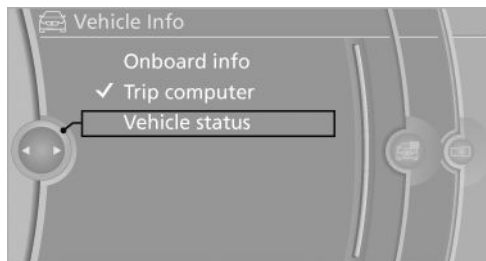 Vehicle Info
Onboard info
Trip computer
Vehicle status